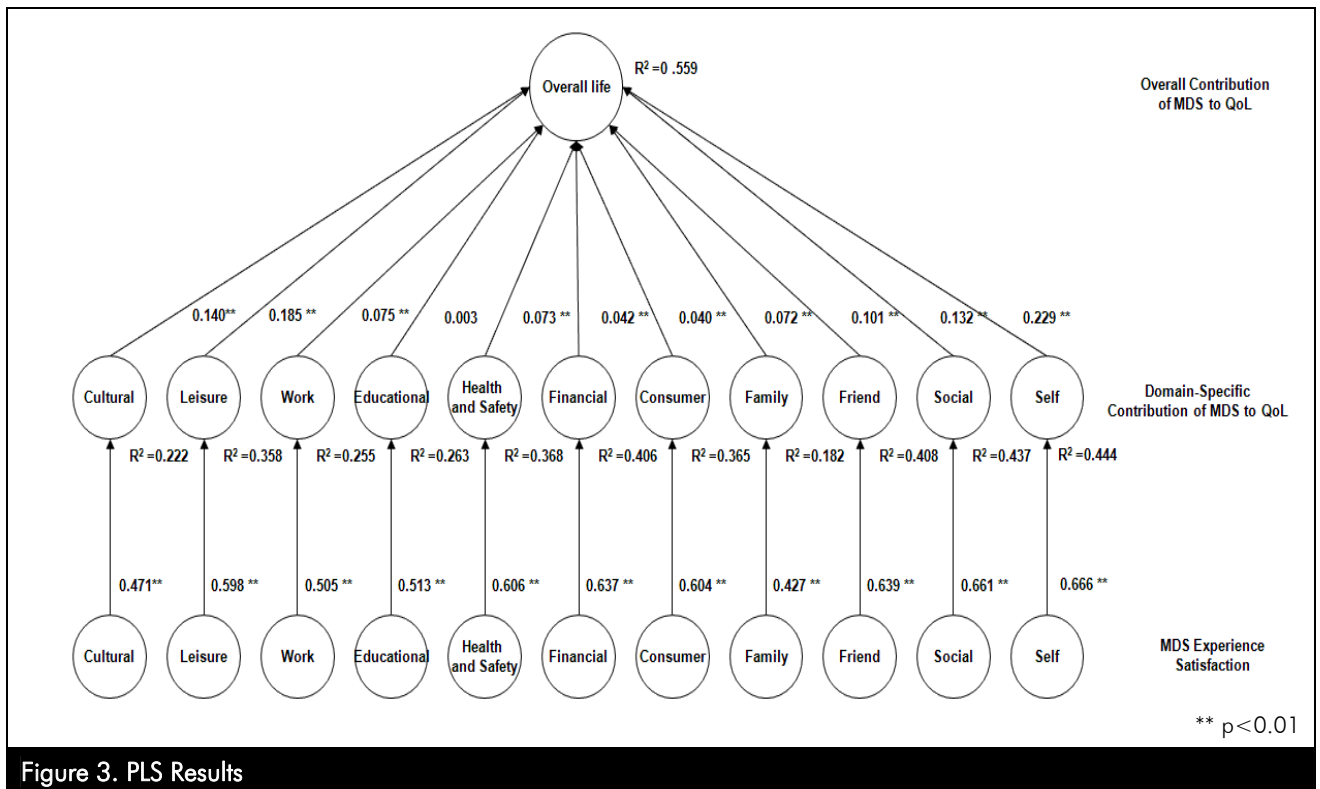 Overall life
R² =0 .559
Overall Contribution
of MDS to QoL
0.140** 0.185 ** 0.075 ** 0.003 0.073 ** 0.042 ** 0.040 ** 0.072 ** 0.101 ** 0.132 ** 0.229 **
Cultural Leisure Work Educational Health and Safety Financial Consumer Family Friend Social Self
Domain-Specific
Contribution of MDS to QoL
R² =0.222 R² =0.358 R² =0.255 R² =0.263 R² =0.368 R² =0.406 R² =0.365 R² =0.182 R² =0.408 R² =0.437 R² =0.444
0.471** 0.598 ** 0.505 ** 0.513 ** 0.606 ** 0.637 ** 0.604 ** 0.427 ** 0.639 ** 0.661 ** 0.666 **
Cultural Leisure Work Educational Health and Safety Financial Consumer Family Friend Social Self
MDS Experience
Satisfaction
** p<0.01
Figure 3. PLS Results